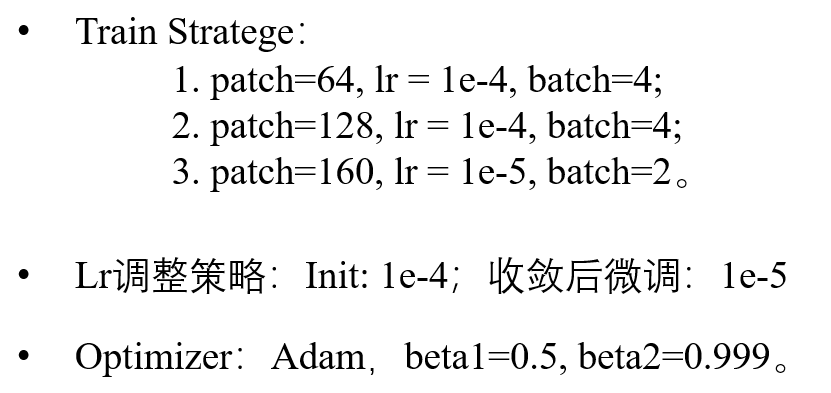 • Train Stratege：
1. patch=64, lr = 1e-4, batch=4;
2. patch=128, lr = 1e-4, batch=4;
3. patch=160, lr = 1e-5, batch=2。
• Lr调整策略：Init: 1e-4；收敛后微调：1e-5
• Optimizer：Adam，beta1=0.5, beta2=0.999。